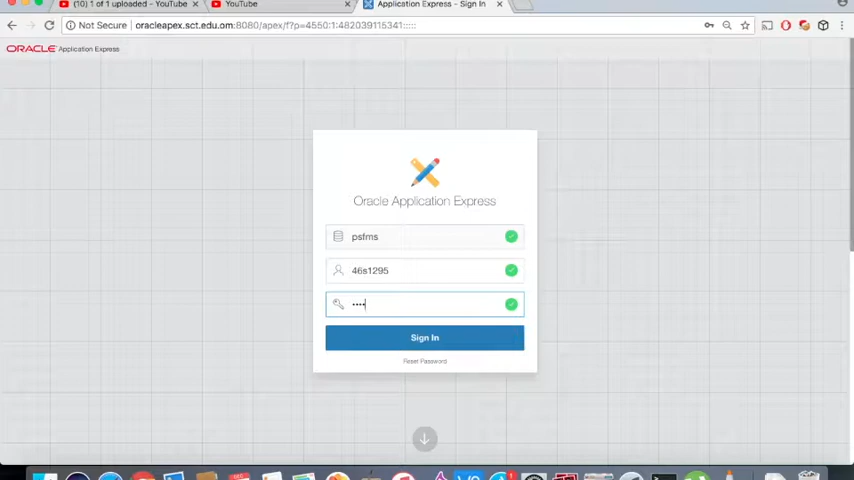 (10) 1 of 1 uploaded - YouTube
YouTube
Application Express - Sign In
Not Secure
oracleapex.sct.edu.om:8080/apex/f?p=4550:1:482039115341:::::
ORACLE Application Express
Oracle Application Express
psfms
46s1295
••••
Sign In
Reset Password